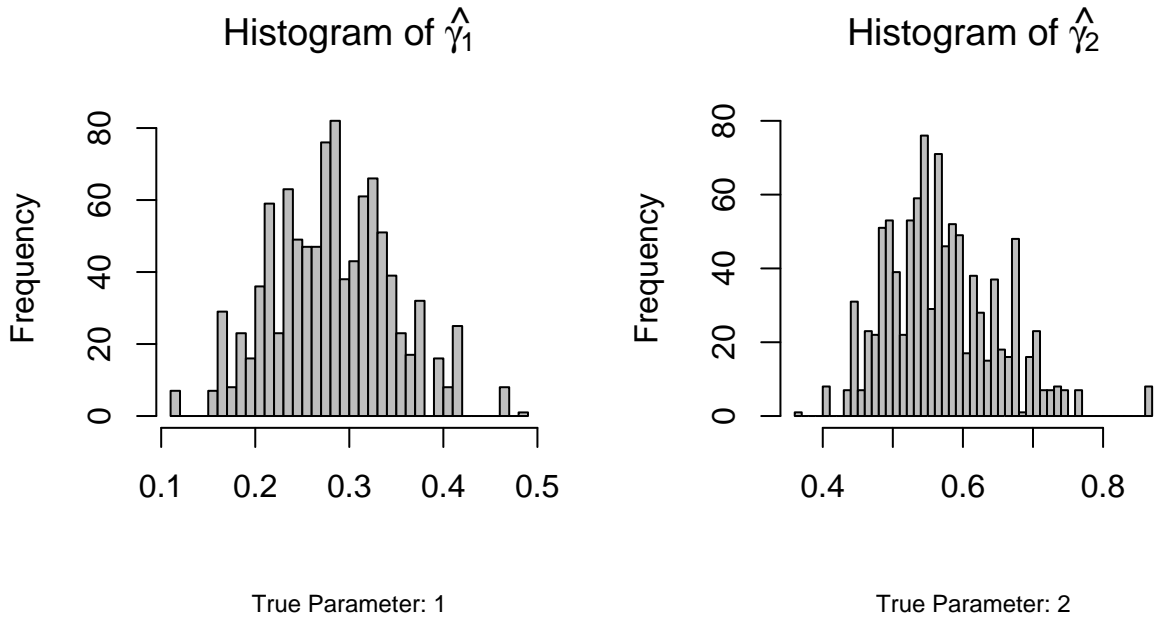 Histogram of γ̂1
Frequency
0 20 40 60 80
0.1 0.2 0.3 0.4 0.5
True Parameter: 1
Histogram of γ̂2
Frequency
0 20 40 60 80
0.4 0.6 0.8
True Parameter: 2